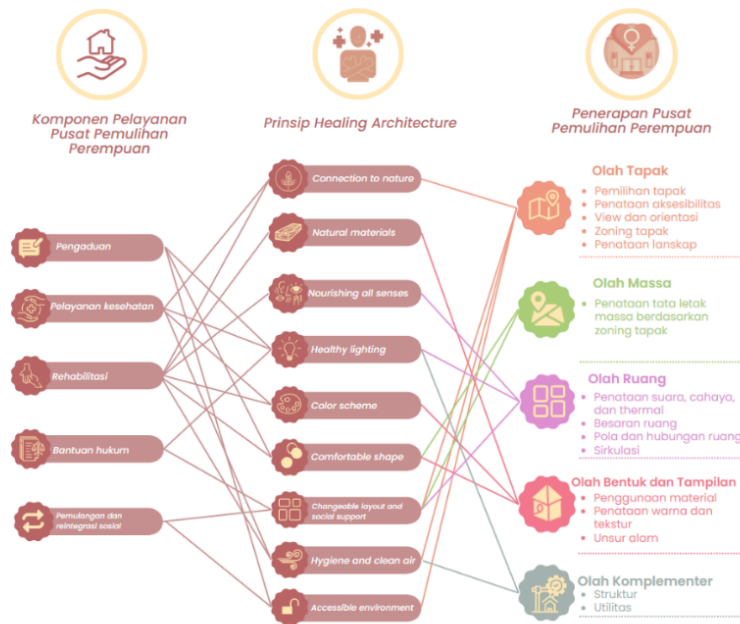 Komponen Pelayanan
Pusat Pemulihan
Perempuan
Pengaduan
Pelayanan kesehatan
Rehabilitasi
Bantuan hukum
Pemulangan dan
reintegrasi sosial
Prinsip Healing Architecture
Connection to nature
Natural materials
Nourishing all senses
Healthy lighting
Color scheme
Comfortable shape
Changeable layout and
social support
Hygiene and clean air
Accessible environment
Penerapan Pusat
Pemulihan Perempuan
Olah Tapak
• Pemilihan tapak
• Penataan aksesibilitas
• View dan orientasi
• Zoning tapak
• Penataan lanskap
Olah Massa
• Penataan tata letak
massa berdasarkan
zoning tapak
Olah Ruang
• Penataan suara, cahaya,
dan thermal
• Besaran ruang
• Pola dan hubungan ruang
• Sirkulasi
Olah Bentuk dan Tampilan
• Penggunaan material
• Penataan warna dan
tekstur
• Unsur alam
Olah Komplementer
• Struktur
• Utilitas